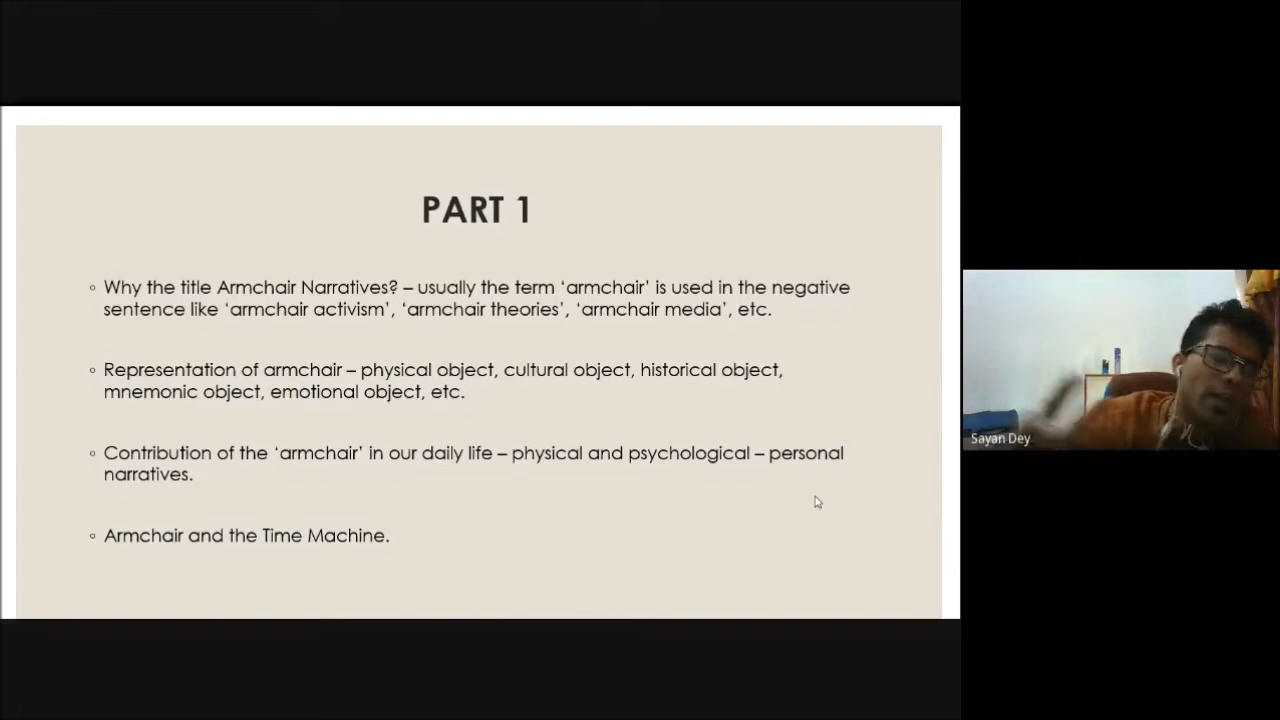 PART 1
◦ Why the title Armchair Narratives? – usually the term ‘armchair’ is used in the negative
sentence like ‘armchair activism’, ‘armchair theories’, ‘armchair media’, etc.
◦ Representation of armchair – physical object, cultural object, historical object,
mnemonic object, emotional object, etc.
◦ Contribution of the ‘armchair’ in our daily life – physical and psychological – personal
narratives.
◦ Armchair and the Time Machine.
Sayan Dey